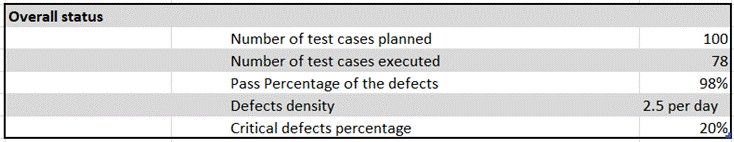 Overall status
Number of test cases planned 100
Number of test cases executed 78
Pass Percentage of the defects 98%
Defects density 2.5 per day
Critical defects percentage 20%